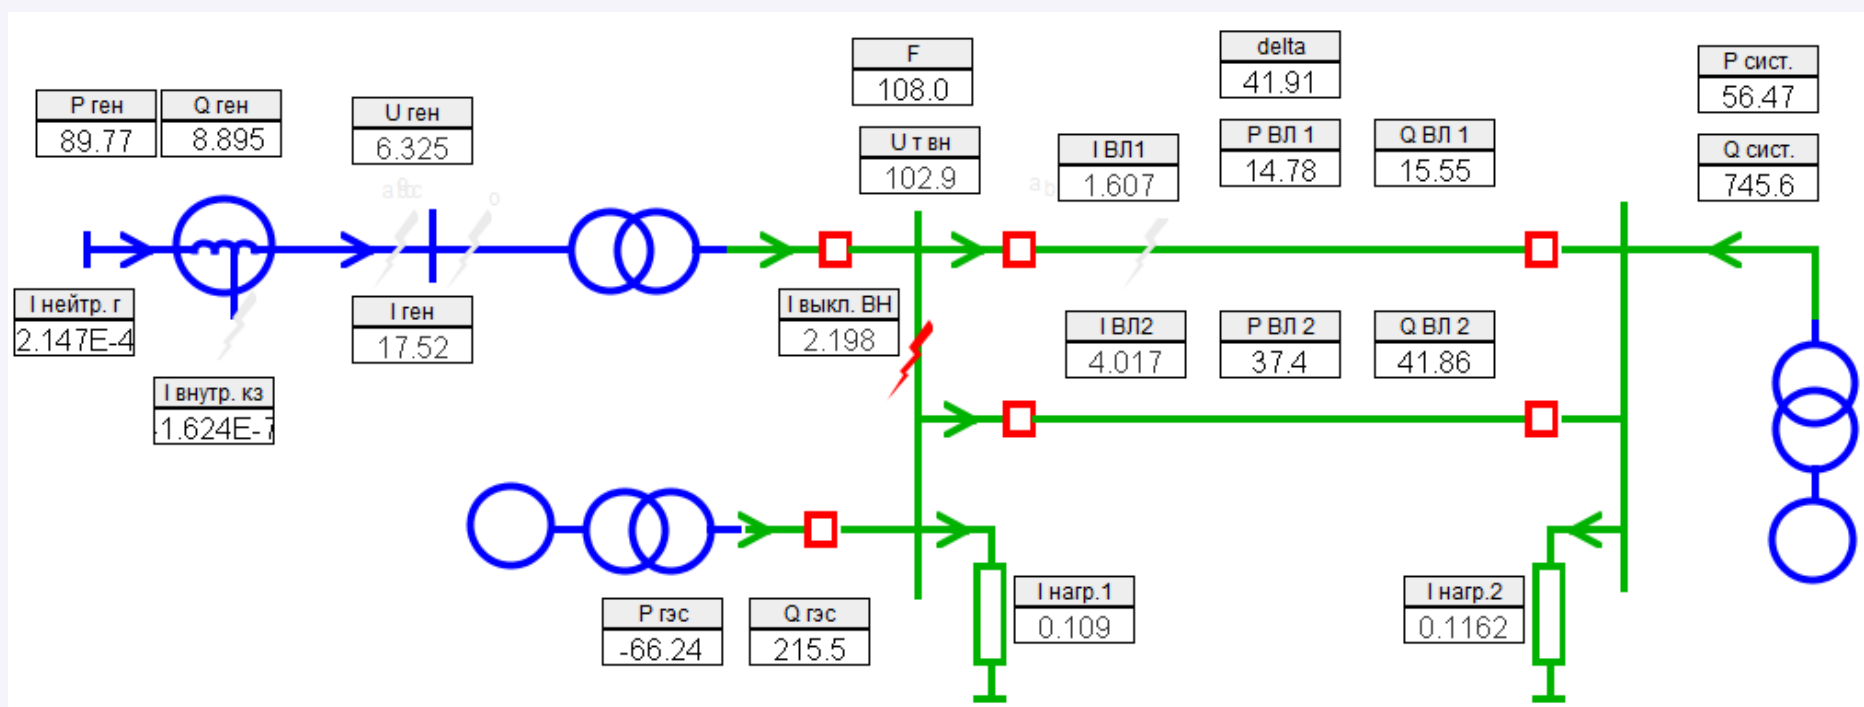 F
108.0
delta
41.91
P сист.
56.47
P ген
89.77
Q ген
8.895
U ген
6.325
U т вн
102.9
I ВЛ1
1.607
P ВЛ 1
14.78
Q ВЛ 1
15.55
Q сист.
745.6
o
I нейтр. г
2.147E-4
I ген
17.52
I выкл. ВН
2.198
I ВЛ2
4.017
P ВЛ 2
37.4
Q ВЛ 2
41.86
I внутр. кз
1.624E-7
P гэс
-66.24
Q гэс
215.5
I нагр.1
0.109
I нагр.2
0.1162